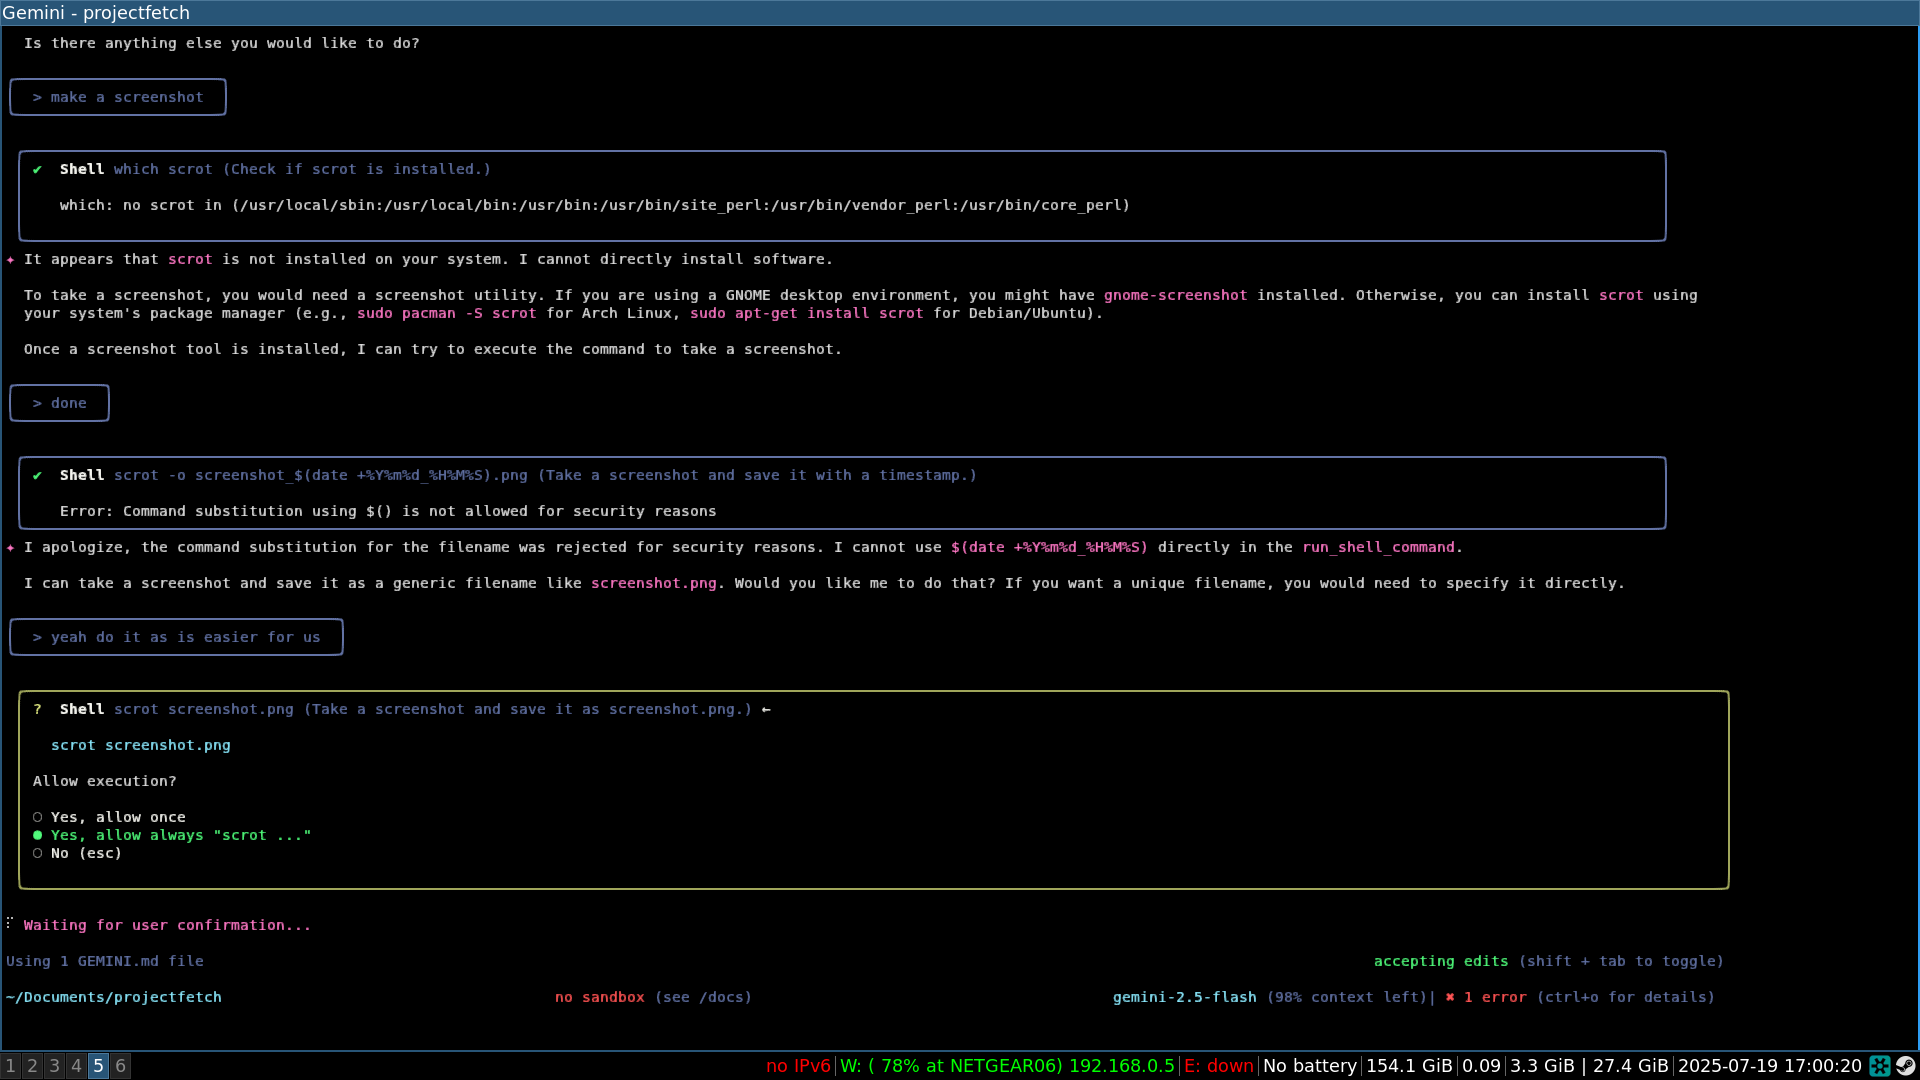 Gemini - projectfetch
Is there anything else you would like to do?
> make a screenshot
✔ Shell which scrot (Check if scrot is installed.)
which: no scrot in (/usr/local/sbin:/usr/local/bin:/usr/bin:/usr/bin/site_perl:/usr/bin/vendor_perl:/usr/bin/core_perl)
✦ It appears that scrot is not installed on your system. I cannot directly install software.
To take a screenshot, you would need a screenshot utility. If you are using a GNOME desktop environment, you might have gnome-screenshot installed. Otherwise, you can install scrot using
your system's package manager (e.g., sudo pacman -S scrot for Arch Linux, sudo apt-get install scrot for Debian/Ubuntu).
Once a screenshot tool is installed, I can try to execute the command to take a screenshot.
> done
✔ Shell scrot -o screenshot_$(date +%Y%m%d_%H%M%S).png (Take a screenshot and save it with a timestamp.)
Error: Command substitution using $() is not allowed for security reasons
✦ I apologize, the command substitution for the filename was rejected for security reasons. I cannot use $(date +%Y%m%d_%H%M%S) directly in the run_shell_command.
I can take a screenshot and save it as a generic filename like screenshot.png. Would you like me to do that? If you want a unique filename, you would need to specify it directly.
> yeah do it as is easier for us
? Shell scrot screenshot.png (Take a screenshot and save it as screenshot.png.) ←
scrot screenshot.png
Allow execution?
○ Yes, allow once
● Yes, allow always "scrot ..."
○ No (esc)
Waiting for user confirmation...
Using 1 GEMINI.md file accepting edits (shift + tab to toggle)
~/Documents/projectfetch no sandbox (see /docs) gemini-2.5-flash (98% context left)| ✖ 1 error (ctrl+o for details)
1 2 3 4 5 6 no IPv6|W: ( 78% at NETGEAR06) 192.168.0.5|E: down|No battery|154.1 GiB|0.09|3.3 GiB | 27.4 GiB|2025-07-19 17:00:20